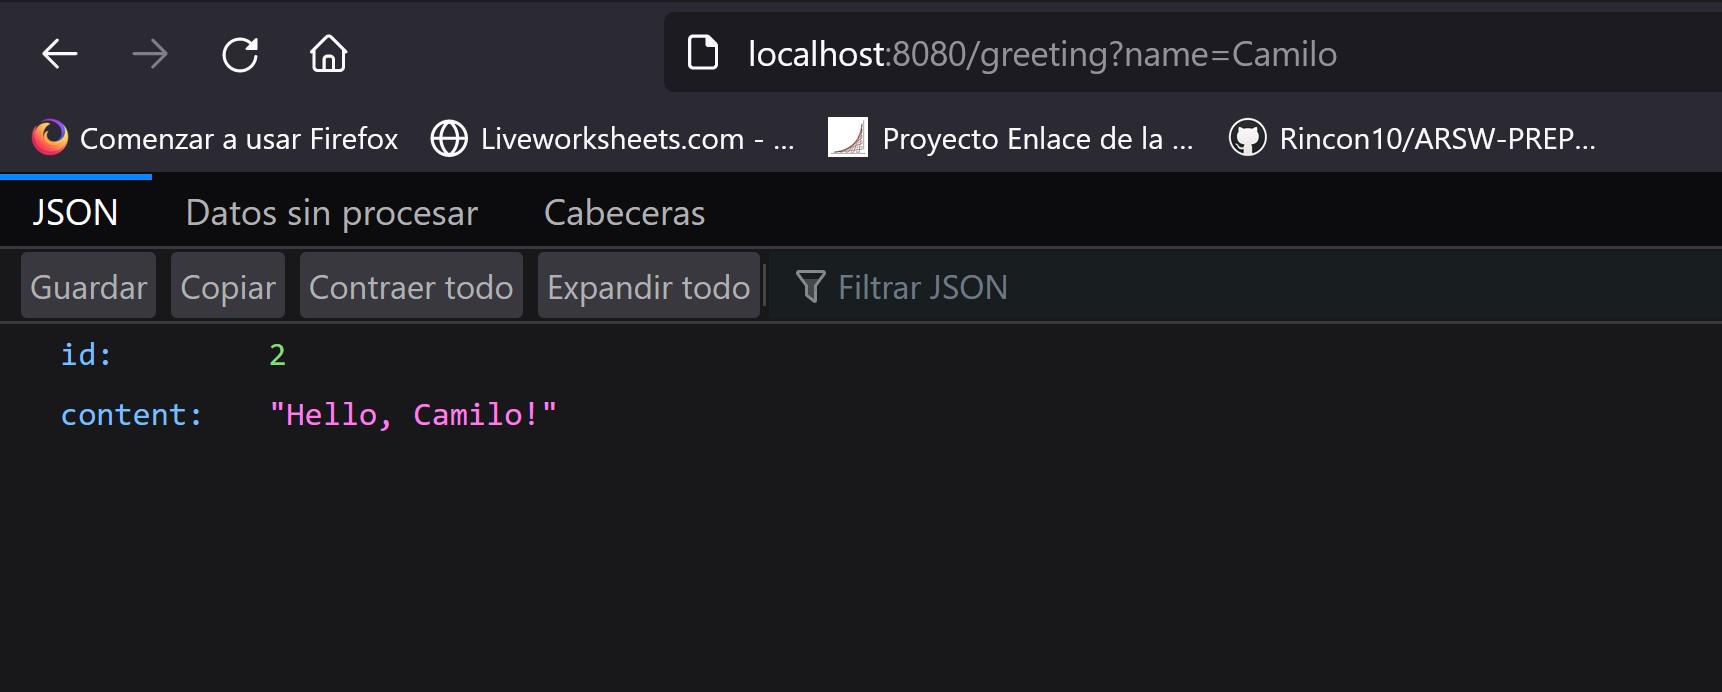 localhost:8080/greeting?name=Camilo
Comenzar a usar Firefox Liveworksheets.com - ... Proyecto Enlace de la ... Rincon10/ARSW-PREP...
JSON Datos sin procesar Cabeceras
Guardar Copiar Contraer todo Expandir todo Filtrar JSON
id: 2
content: "Hello, Camilo!"